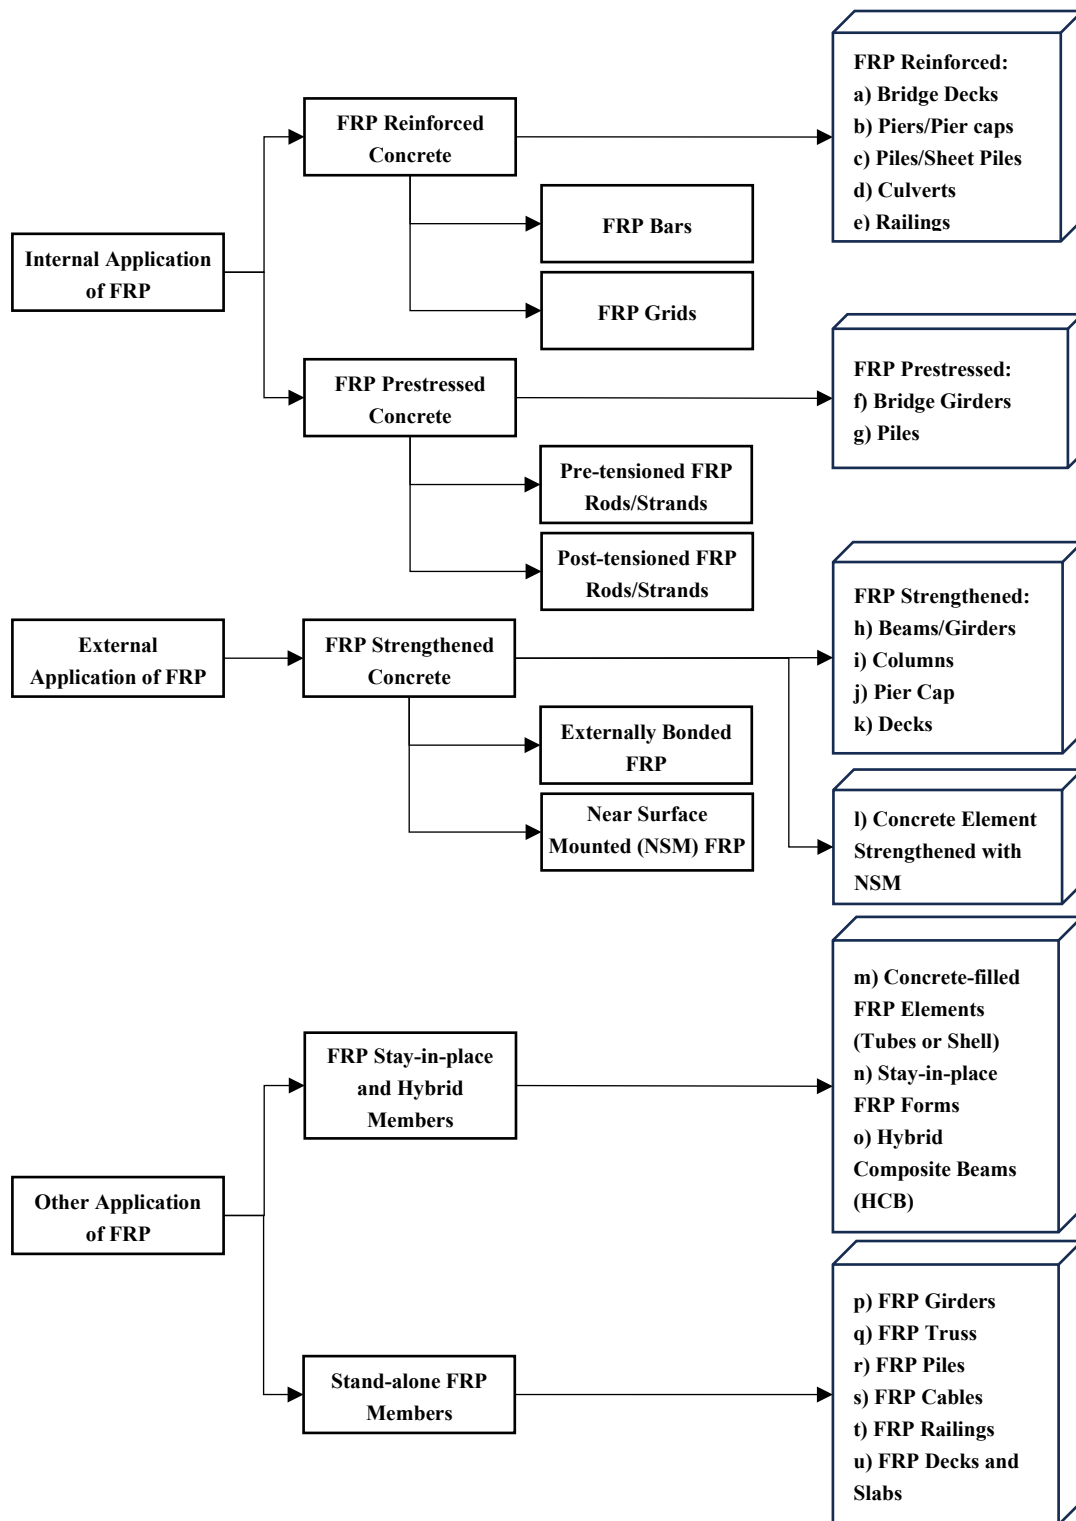 FRP Reinforced:
a) Bridge Decks
b) Piers/Pier caps
c) Piles/Sheet Piles
d) Culverts
e) Railings
FRP Reinforced
Concrete
FRP Bars
Internal Application
of FRP
FRP Grids
FRP Prestressed
Concrete
FRP Prestressed:
f) Bridge Girders
g) Piles
Pre-tensioned FRP
Rods/Strands
Post-tensioned FRP
Rods/Strands
External
Application of FRP
FRP Strengthened
Concrete
FRP Strengthened:
h) Beams/Girders
i) Columns
j) Pier Cap
k) Decks
Externally Bonded
FRP
Near Surface
Mounted (NSM) FRP
l) Concrete Element
Strengthened with
NSM
m) Concrete-filled
FRP Elements
(Tubes or Shell)
n) Stay-in-place
FRP Forms
o) Hybrid
Composite Beams
(HCB)
FRP Stay-in-place
and Hybrid
Members
Other Application
of FRP
Stand-alone FRP
Members
p) FRP Girders
q) FRP Truss
r) FRP Piles
s) FRP Cables
t) FRP Railings
u) FRP Decks and
Slabs